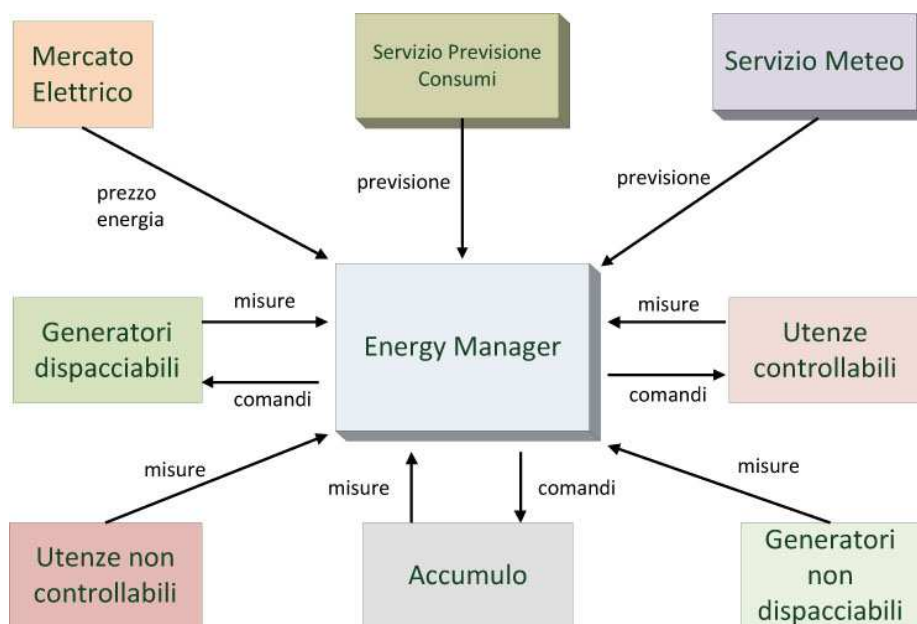 Mercato
Elettrico
Servizio Previsione
Consumi
Servizio Meteo
prezzo
energia
previsione
previsione
Generatori
dispacciabili
misure
comandi
Energy Manager
misure
comandi
Utenze
controllabili
misure
misure
comandi
misure
Utenze non
controllabili
Accumulo
Generatori
non
dispacciabili